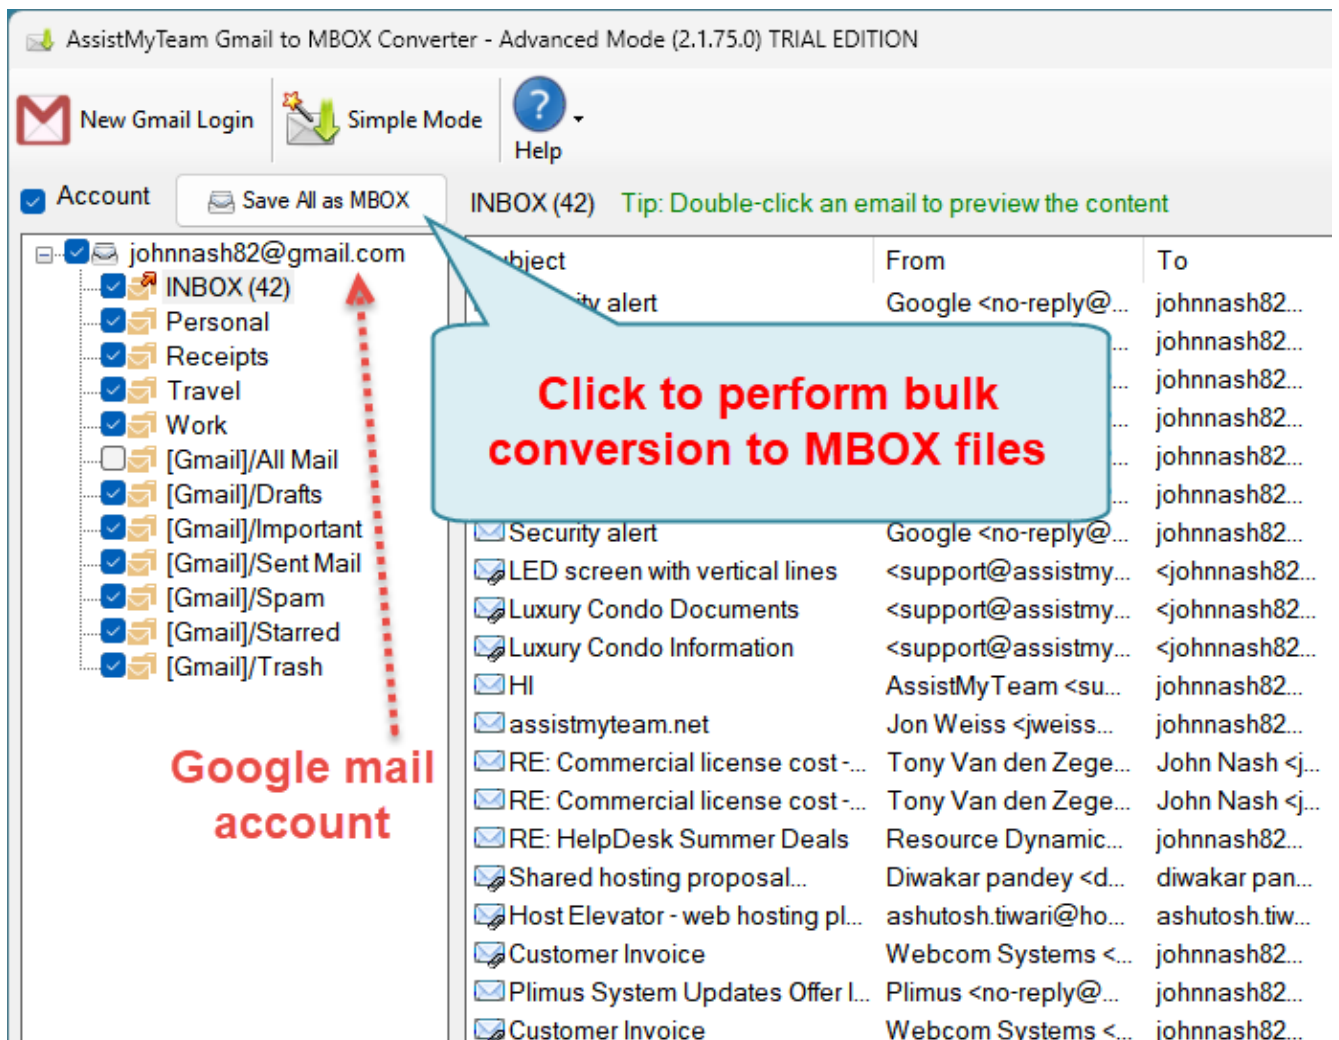 AssistMyTeam Gmail to MBOX Converter - Advanced Mode (2.1.75.0) TRIAL EDITION
New Gmail Login
Simple Mode
Help
Account
Save All as MBOX
INBOX (42)
Tip: Double-click an email to preview the content
johnnash82@gmail.com
INBOX (42)
Personal
Receipts
Travel
Work
[Gmail]/All Mail
[Gmail]/Drafts
[Gmail]/Important
[Gmail]/Sent Mail
[Gmail]/Spam
[Gmail]/Starred
[Gmail]/Trash
Google mail
account
Click to perform bulk
conversion to MBOX files
From To
alert Google <no-reply@... johnnash82...
... johnnash82...
... johnnash82...
... johnnash82...
... johnnash82...
... johnnash82...
Security alert Google <no-reply@... johnnash82...
LED screen with vertical lines <support@assistmy... <johnnash82...
Luxury Condo Documents <support@assistmy... <johnnash82...
Luxury Condo Information <support@assistmy... <johnnash82...
HI AssistMyTeam <su... johnnash82...
assistmyteam.net Jon Weiss <jweiss... johnnash82...
RE: Commercial license cost -... Tony Van den Zege... John Nash <j...
RE: Commercial license cost -... Tony Van den Zege... John Nash <j...
RE: HelpDesk Summer Deals Resource Dynamic... johnnash82...
Shared hosting proposal... Diwakar pandey <d... diwakar pan...
Host Elevator - web hosting pl... ashutosh.tiwari@ho... ashutosh.tiw...
Customer Invoice Webcom Systems <... johnnash82...
Plimus System Updates Offer I... Plimus <no-reply@... johnnash82...
Customer Invoice Webcom Systems <... johnnash82...